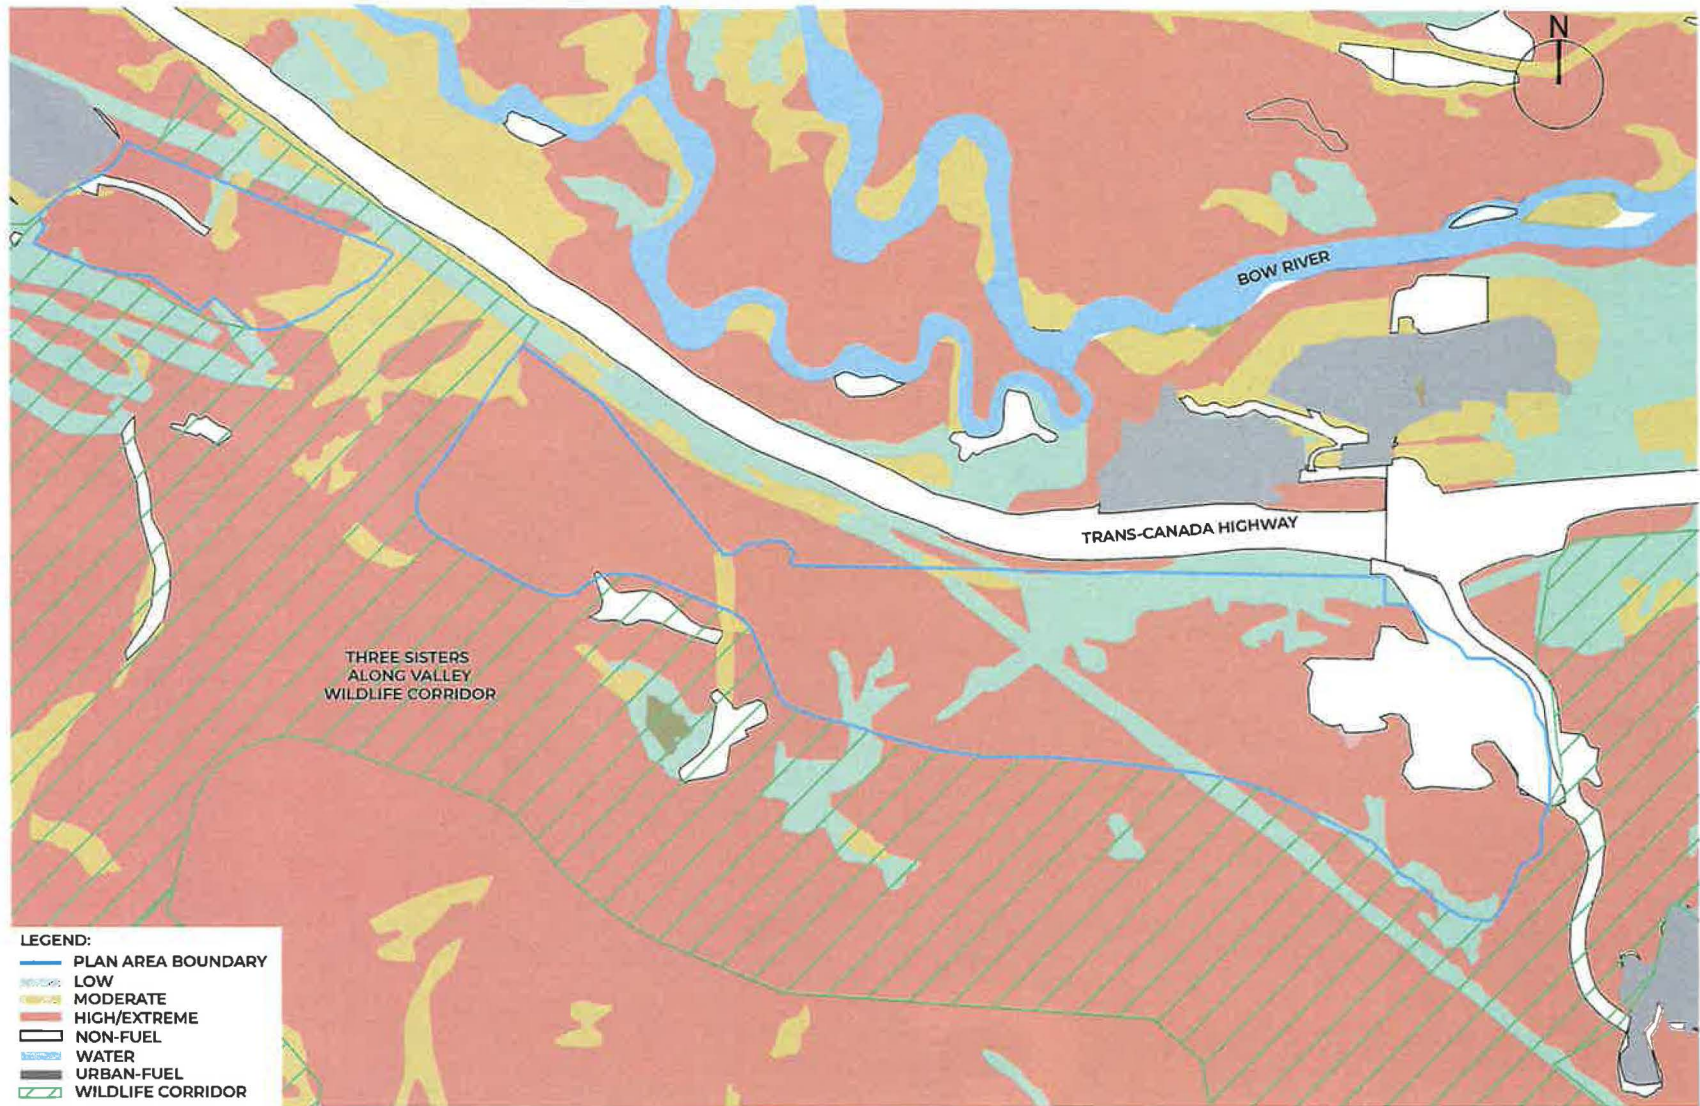 N
BOW RIVER
TRANS-CANADA HIGHWAY
THREE SISTERS
ALONG VALLEY
WILDLIFE CORRIDOR
LEGEND:
PLAN AREA BOUNDARY
LOW
MODERATE
HIGH/EXTREME
NON-FUEL
WATER
URBAN-FUEL
WILDLIFE CORRIDOR